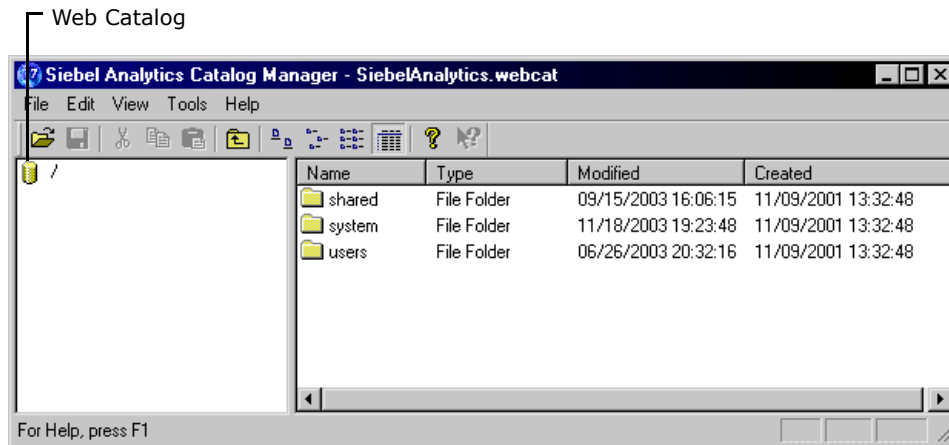 Web Catalog
Siebel Analytics Catalog Manager - SiebelAnalytics.webcat
File Edit View Tools Help
/
Name Type Modified Created
shared File Folder 09/15/2003 16:06:15 11/09/2001 13:32:48
system File Folder 11/18/2003 19:23:48 11/09/2001 13:32:48
users File Folder 06/26/2003 20:32:16 11/09/2001 13:32:48
For Help, press F1